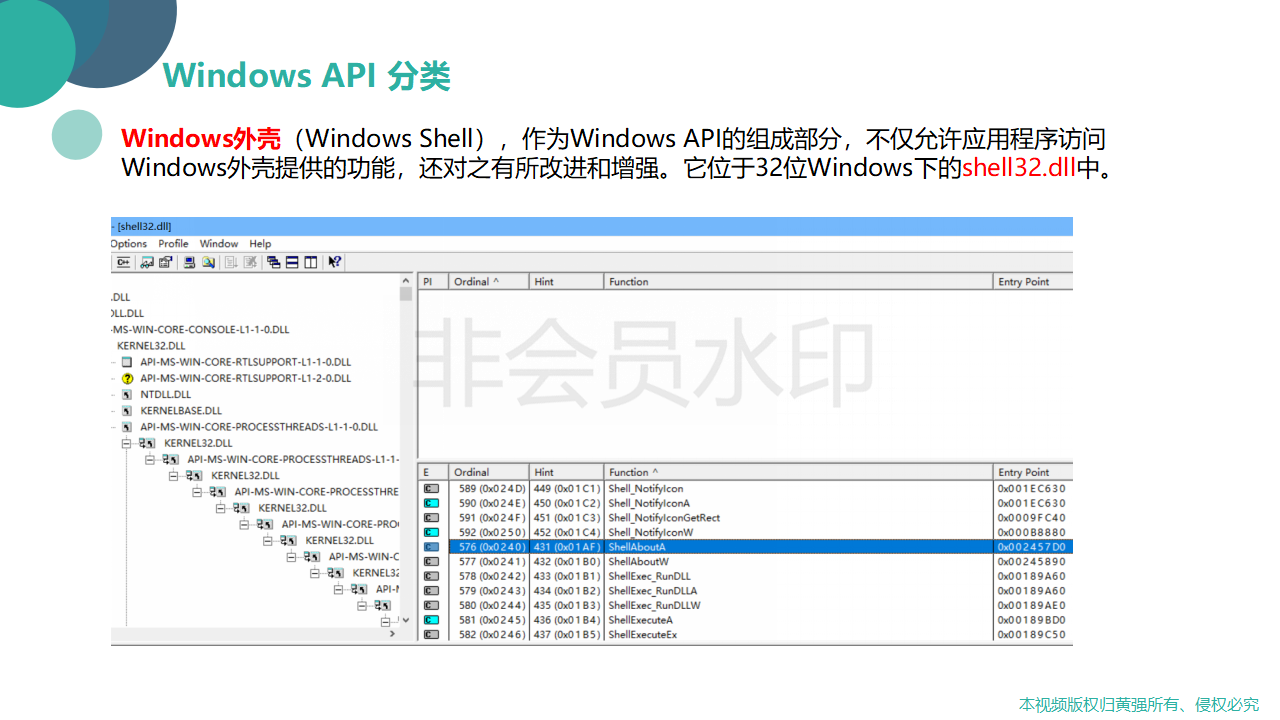 Windows API 分类
Windows外壳（Windows Shell），作为Windows API的组成部分，不仅允许应用程序访问
Windows外壳提供的功能，还对之有所改进和增强。它位于32位Windows下的shell32.dll中。
- [shell32.dll]
Options Profile Window Help
C++
.DLL
DLL.DLL
-MS-WIN-CORE-CONSOLE-L1-1-0.DLL
KERNEL32.DLL
API-MS-WIN-CORE-RTLSUPPORT-L1-1-0.DLL
API-MS-WIN-CORE-RTLSUPPORT-L1-2-0.DLL
NTDLL.DLL
KERNELBASE.DLL
API-MS-WIN-CORE-PROCESSTHREADS-L1-1-0.DLL
KERNEL32.DLL
API-MS-WIN-CORE-PROCESSTHREADS-L1-1-
KERNEL32.DLL
API-MS-WIN-CORE-PROCESSTHRE
KERNEL32.DLL
API-MS-WIN-CORE-PRO
KERNEL32.DLL
API-MS-WIN-C
KERNEL32
API-
PI Ordinal ^ Hint Function Entry Point
非会员水印
E Ordinal Hint Function ^ Entry Point
589 (0x024D) 449 (0x01C1) Shell_NotifyIcon 0x001EC630
590 (0x024E) 450 (0x01C2) Shell_NotifyIconA 0x001EC630
591 (0x024F) 451 (0x01C3) Shell_NotifyIconGetRect 0x0009FC40
592 (0x0250) 452 (0x01C4) Shell_NotifyIconW 0x000B8880
576 (0x0240) 431 (0x01AF) ShellAboutA 0x002457D0
577 (0x0241) 432 (0x01B0) ShellAboutW 0x00245890
578 (0x0242) 433 (0x01B1) ShellExec_RunDLL 0x00189A60
579 (0x0243) 434 (0x01B2) ShellExec_RunDLLA 0x00189A60
580 (0x0244) 435 (0x01B3) ShellExec_RunDLLW 0x00189AE0
581 (0x0245) 436 (0x01B4) ShellExecuteA 0x00189BD0
582 (0x0246) 437 (0x01B5) ShellExecuteEx 0x00189C50
本视频版权归黄强所有、侵权必究